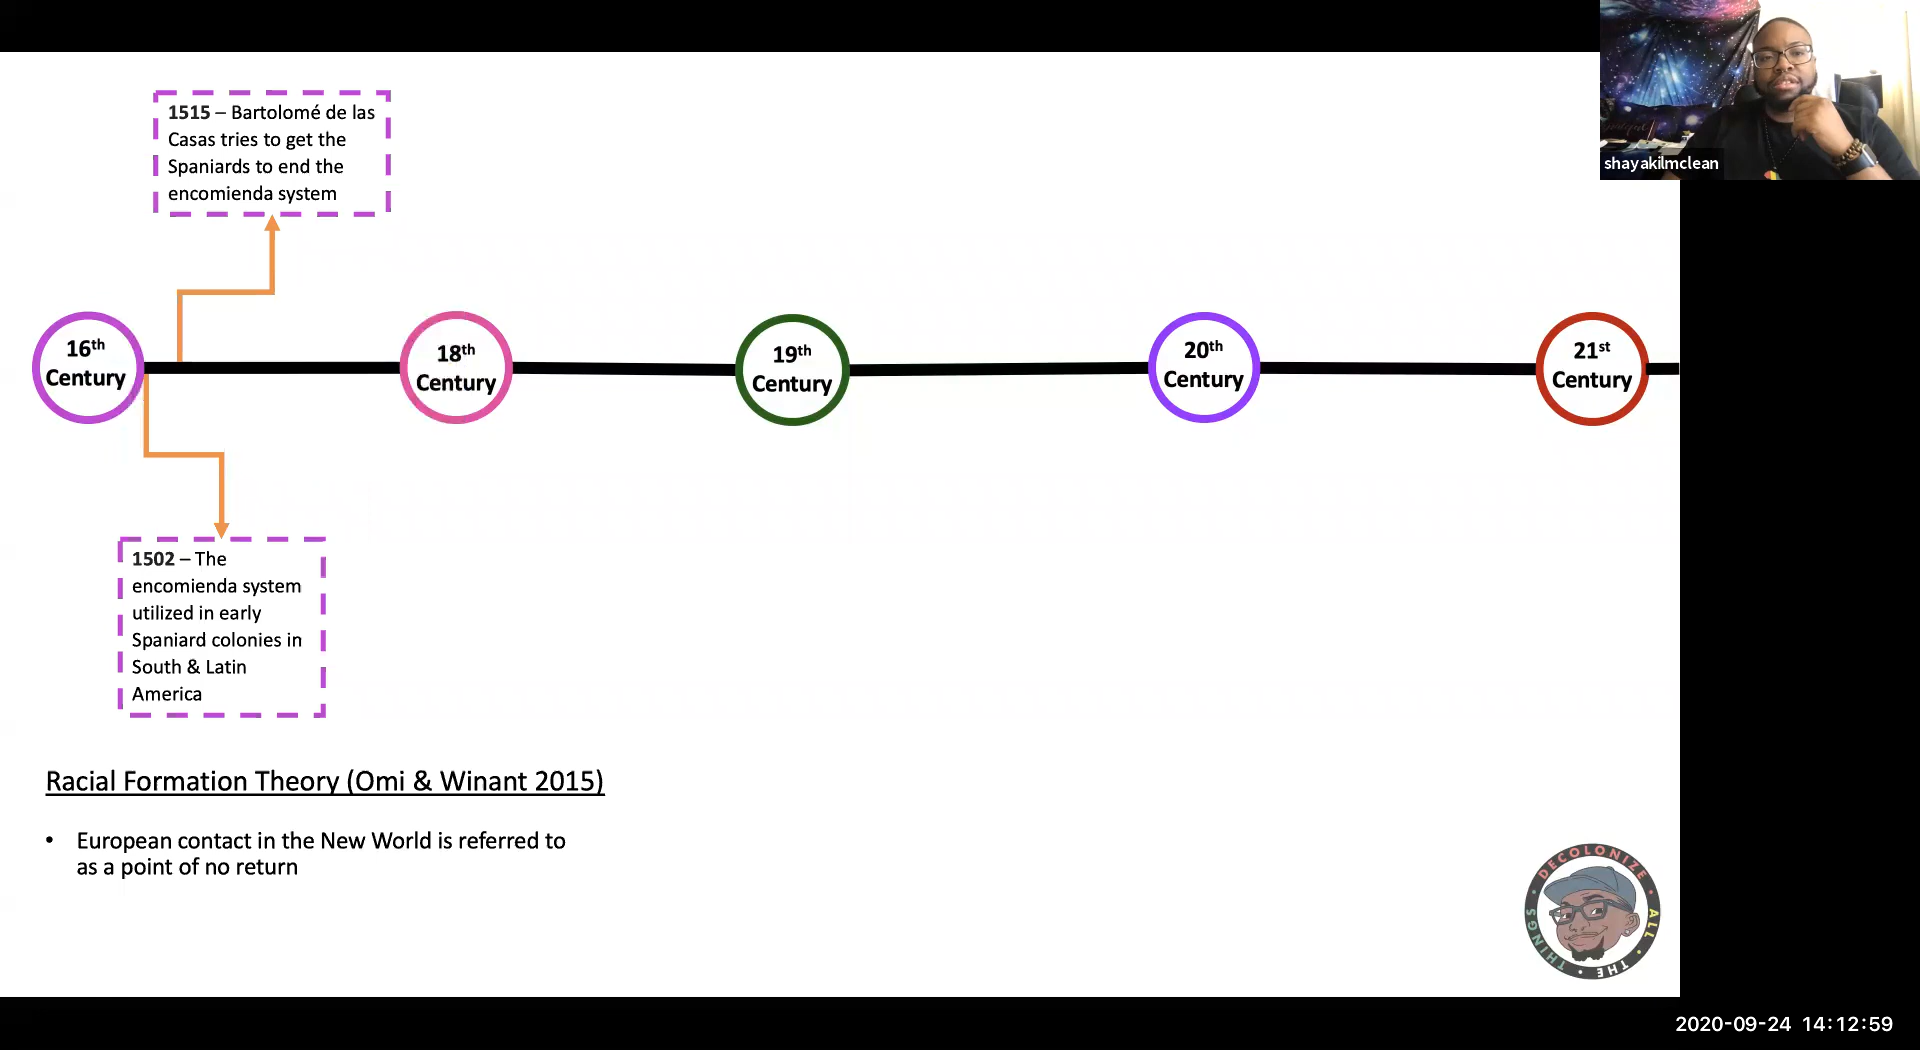 1515 – Bartolomé de las
Casas tries to get the
Spaniards to end the
encomienda system
shayakilmclean
16th
Century
18th
Century
19th
Century
20th
Century
21st
Century
1502 – The
encomienda system
utilized in early
Spaniard colonies in
South & Latin
America
Racial Formation Theory (Omi & Winant 2015)
• European contact in the New World is referred to
as a point of no return
DECOLONIZE • ALL • THE • THINGS •
2020-09-24 14:12:59